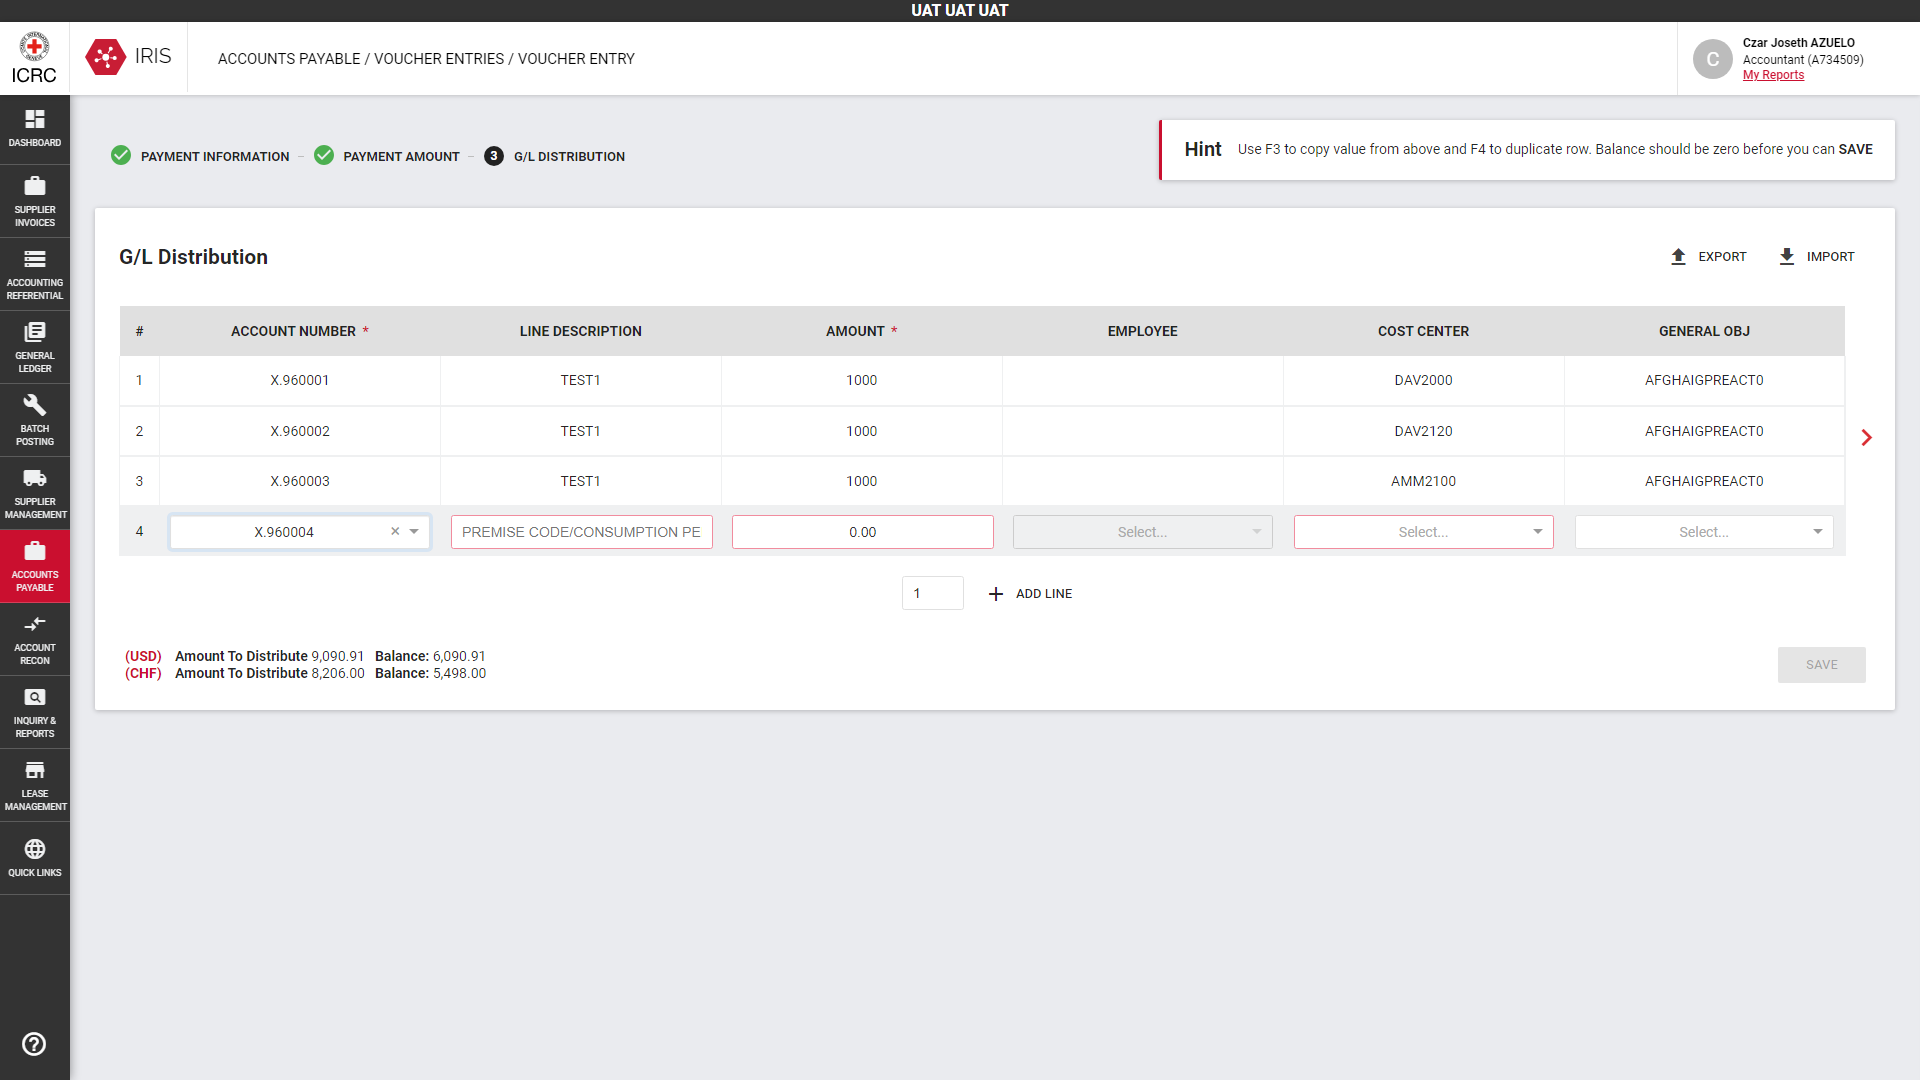 UAT UAT UAT
ICRC
IRIS
ACCOUNTS PAYABLE / VOUCHER ENTRIES / VOUCHER ENTRY
C
Czar Joseth AZUELO
Accountant (A734509)
My Reports
DASHBOARD
SUPPLIER
INVOICES
ACCOUNTING
REFERENTIAL
GENERAL
LEDGER
BATCH
POSTING
SUPPLIER
MANAGEMENT
ACCOUNTS
PAYABLE
ACCOUNT
RECON
INQUIRY &
REPORTS
LEASE
MANAGEMENT
QUICK LINKS
PAYMENT INFORMATION
PAYMENT AMOUNT
3 G/L DISTRIBUTION
Hint Use F3 to copy value from above and F4 to duplicate row. Balance should be zero before you can SAVE
G/L Distribution
EXPORT IMPORT
# ACCOUNT NUMBER * LINE DESCRIPTION AMOUNT * EMPLOYEE COST CENTER GENERAL OBJ
1 X.960001 TEST1 1000 DAV2000 AFGHAIGPREACT0
2 X.960002 TEST1 1000 DAV2120 AFGHAIGPREACT0
3 X.960003 TEST1 1000 AMM2100 AFGHAIGPREACT0
4 X.960004 PREMISE CODE/CONSUMPTION PE 0.00 Select... Select... Select...
1 ADD LINE
(USD) Amount To Distribute 9,090.91 Balance: 6,090.91
(CHF) Amount To Distribute 8,206.00 Balance: 5,498.00
SAVE